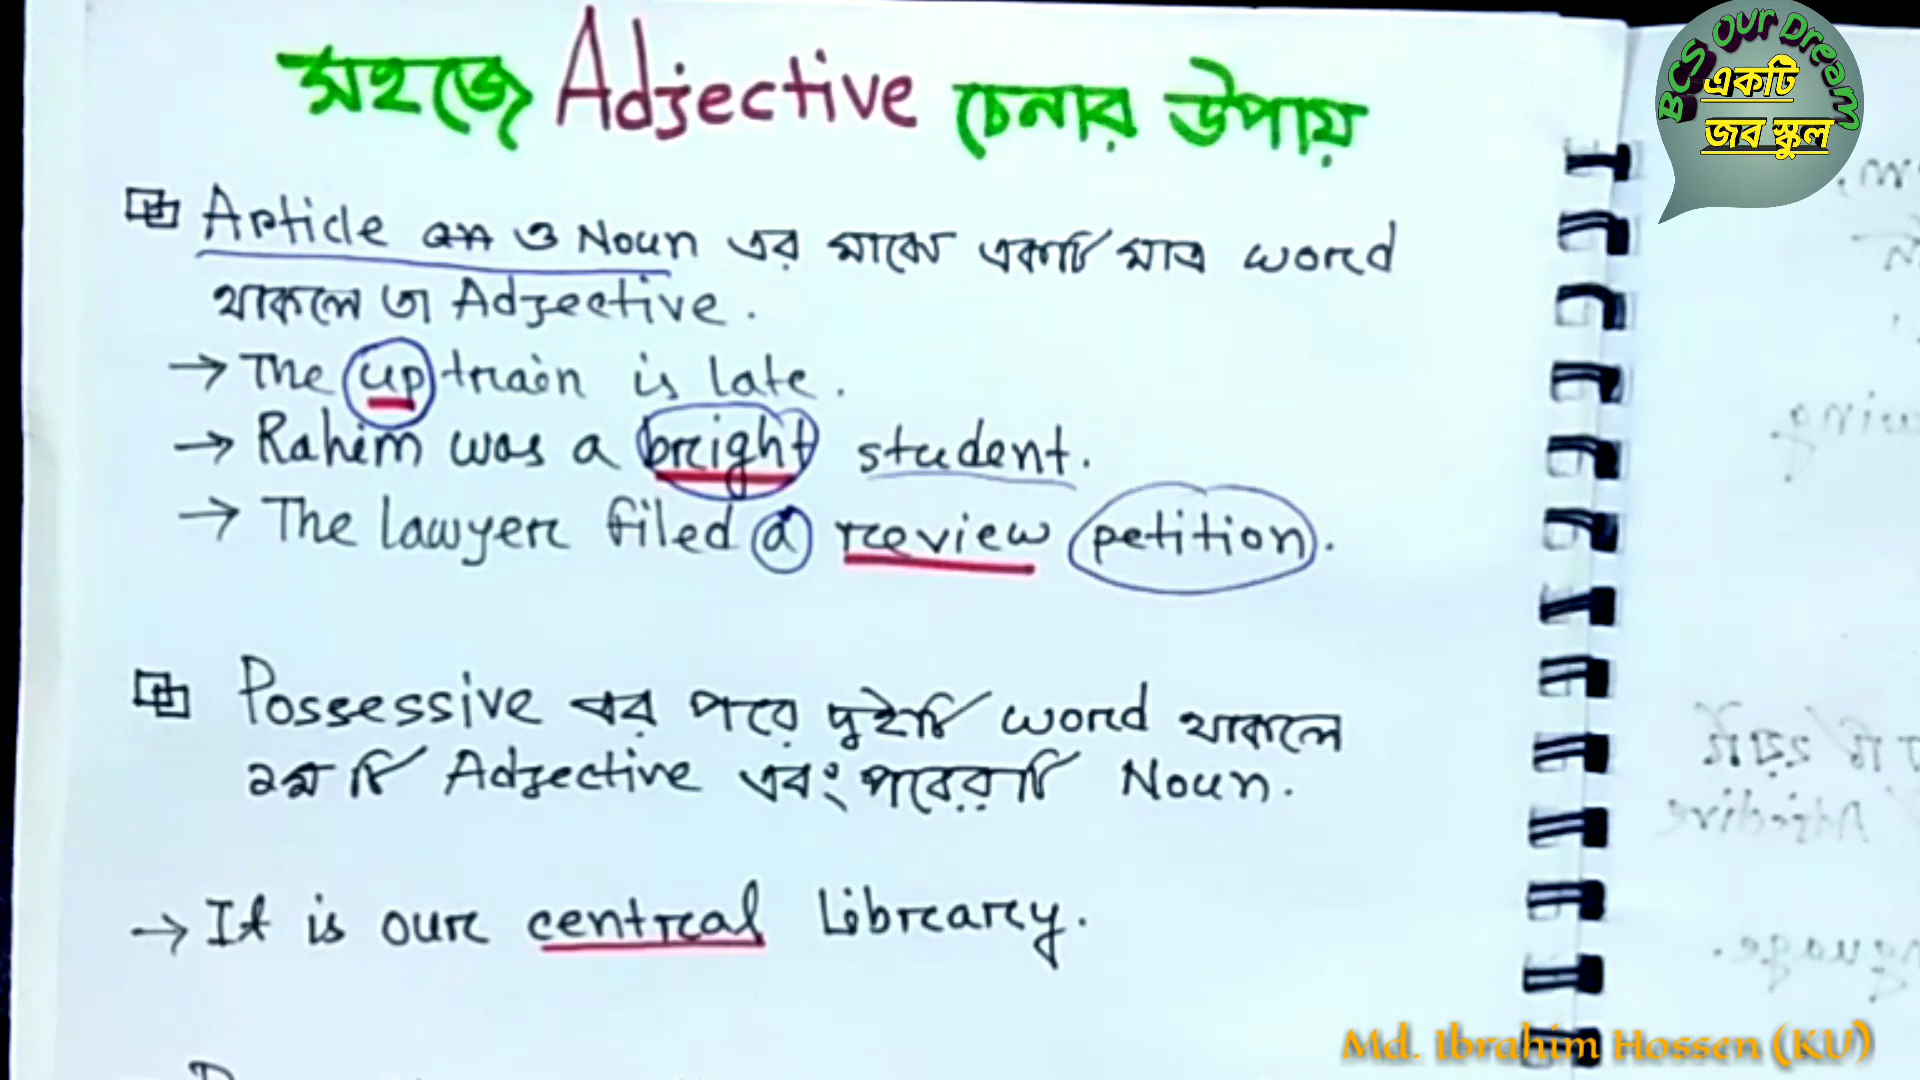 সহজে Adjective চেনার উপায়
BCS Our Dream
একটি
জব স্কুল
Article ও Noun এর মাঝে একটি মাত্র word
থাকলে তা Adjective.
→ The up train is late.
→ Rahim was a bright student.
→ The lawyer filed a review petition.
Possessive এর পরে দুইটি word থাকলে
১ম টি Adjective এবং পরেরটি Noun.
→ It is our central Library.
Md. Ibrahim Hossen (KU)